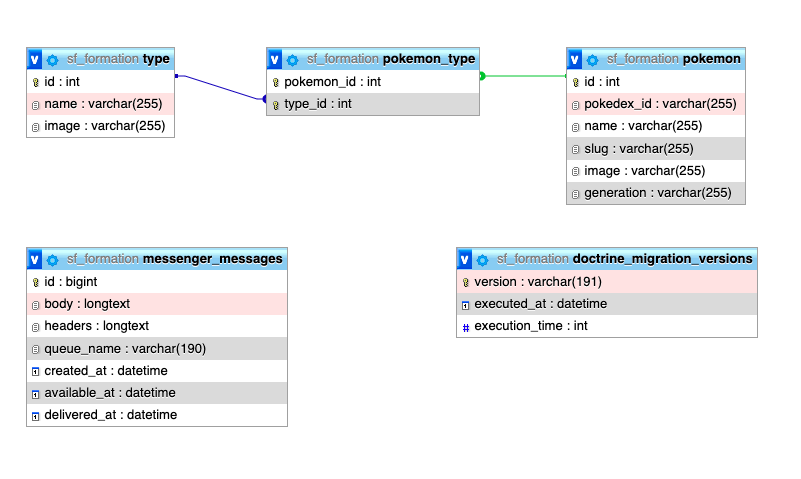 v sf_formation type
id : int
name : varchar(255)
image : varchar(255)
v sf_formation pokemon_type
pokemon_id : int
type_id : int
v sf_formation pokemon
id : int
pokedex_id : varchar(255)
name : varchar(255)
slug : varchar(255)
image : varchar(255)
generation : varchar(255)
v sf_formation messenger_messages
id : bigint
body : longtext
headers : longtext
queue_name : varchar(190)
created_at : datetime
available_at : datetime
delivered_at : datetime
v sf_formation doctrine_migration_versions
version : varchar(191)
executed_at : datetime
# execution_time : int